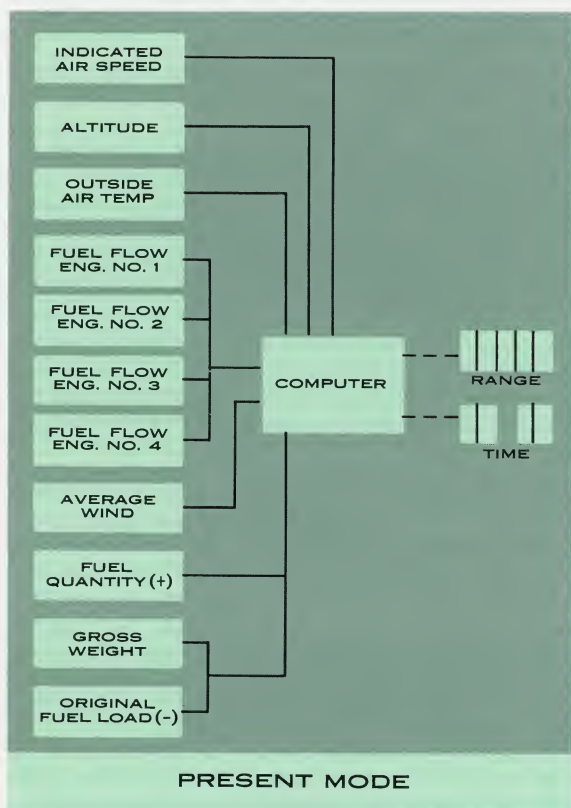 INDICATED
AIR SPEED
ALTITUDE
OUTSIDE
AIR TEMP
FUEL FLOW
ENG. NO. 1
FUEL FLOW
ENG. NO. 2
FUEL FLOW
ENG. NO. 3
FUEL FLOW
ENG. NO. 4
AVERAGE
WIND
FUEL
QUANTITY (+)
GROSS
WEIGHT
ORIGINAL
FUEL LOAD (-)
COMPUTER
RANGE
TIME
PRESENT MODE